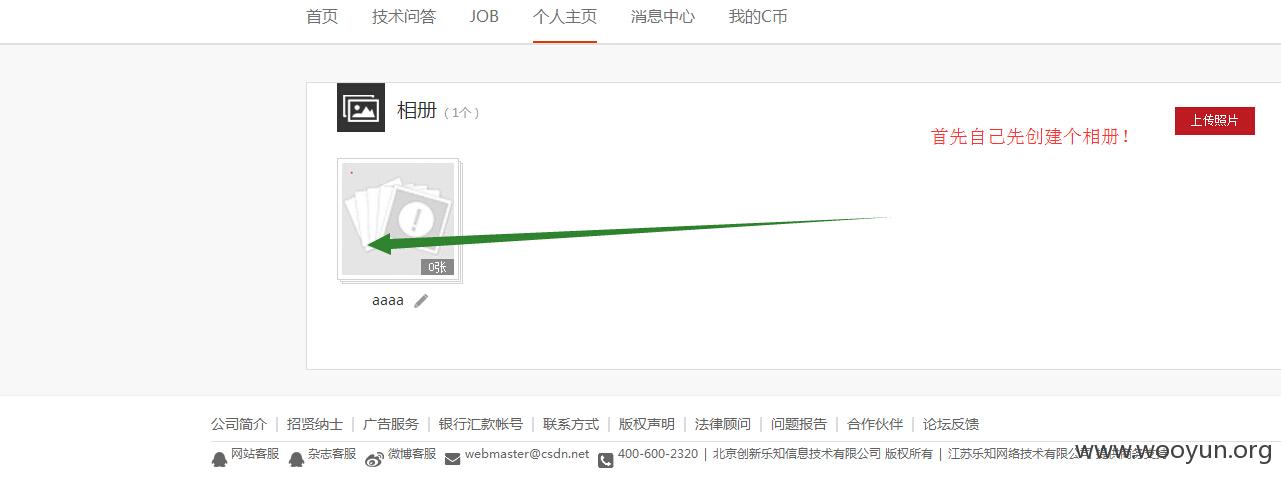 首页 技术问答 JOB 个人主页 消息中心 我的C币
相册 (1个)
上传照片
首先自己先创建个相册！
0张
aaaa
公司简介 | 招贤纳士 | 广告服务 | 银行汇款帐号 | 联系方式 | 版权声明 | 法律顾问 | 问题报告 | 合作伙伴 | 论坛反馈
网站客服 杂志客服 微博客服 webmaster@csdn.net 400-600-2320 | 北京创新乐知信息技术有限公司 版权所有 | 江苏乐知网络技术有限公司
www.wooyun.org